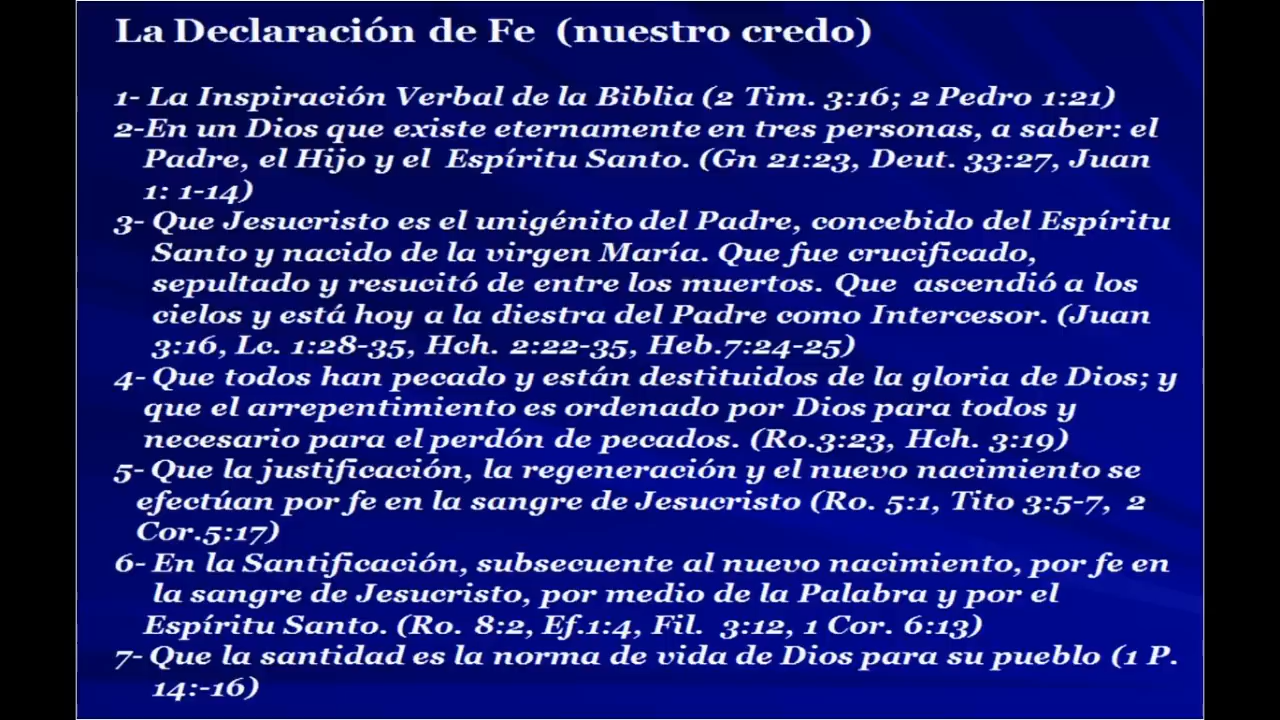 La Declaración de Fe (nuestro credo)
1- La Inspiración Verbal de la Biblia (2 Tim. 3:16; 2 Pedro 1:21)
2-En un Dios que existe eternamente en tres personas, a saber: el
Padre, el Hijo y el Espíritu Santo. (Gn 21:23, Deut. 33:27, Juan
1: 1-14)
3- Que Jesucristo es el unigénito del Padre, concebido del Espíritu
Santo y nacido de la virgen María. Que fue crucificado,
sepultado y resucitó de entre los muertos. Que ascendió a los
cielos y está hoy a la diestra del Padre como Intercesor. (Juan
3:16, Lc. 1:28-35, Hch. 2:22-35, Heb.7:24-25)
4- Que todos han pecado y están destituidos de la gloria de Dios; y
que el arrepentimiento es ordenado por Dios para todos y
necesario para el perdón de pecados. (Ro.3:23, Hch. 3:19)
5- Que la justificación, la regeneración y el nuevo nacimiento se
efectúan por fe en la sangre de Jesucristo (Ro. 5:1, Tito 3:5-7, 2
Cor.5:17)
6- En la Santificación, subsecuente al nuevo nacimiento, por fe en
la sangre de Jesucristo, por medio de la Palabra y por el
Espíritu Santo. (Ro. 8:2, Ef.1:4, Fil. 3:12, 1 Cor. 6:13)
7- Que la santidad es la norma de vida de Dios para su pueblo (1 P.
14:-16)